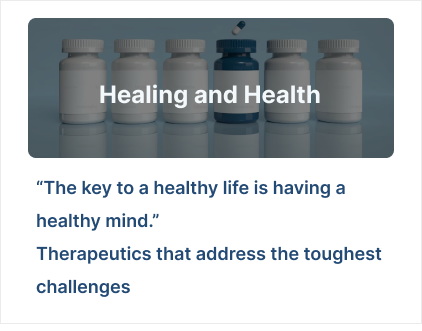 Healing and Health
“The key to a healthy life is having a
healthy mind.”
Therapeutics that address the toughest
challenges